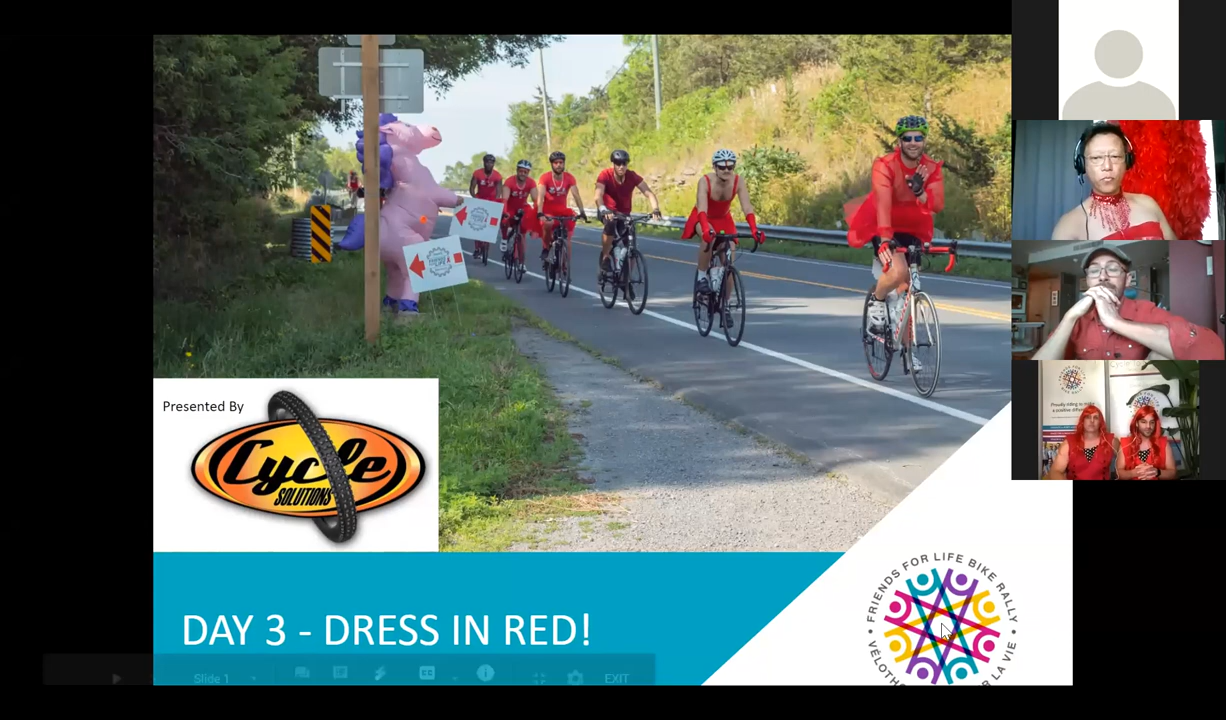 Presented By
Cycle
SOLUTIONS
DAY 3 - DRESS IN RED!
FRIENDS FOR LIFE BIKE RALLY
Slide 1
CC
EXIT
Proudly riding to make
a positive difference